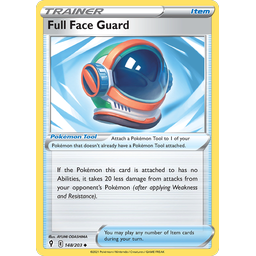 TRAINER
Item
Full Face Guard
Pokémon Tool
Attach a Pokémon Tool to 1 of your
Pokémon that doesn't already have a Pokémon Tool attached.
If the Pokémon this card is attached to has no
Abilities, it takes 20 less damage from attacks from
your opponent's Pokémon (after applying Weakness
and Resistance).
AYUMI ODASHIMA
148/203
You may play any number of Item cards
during your turn.